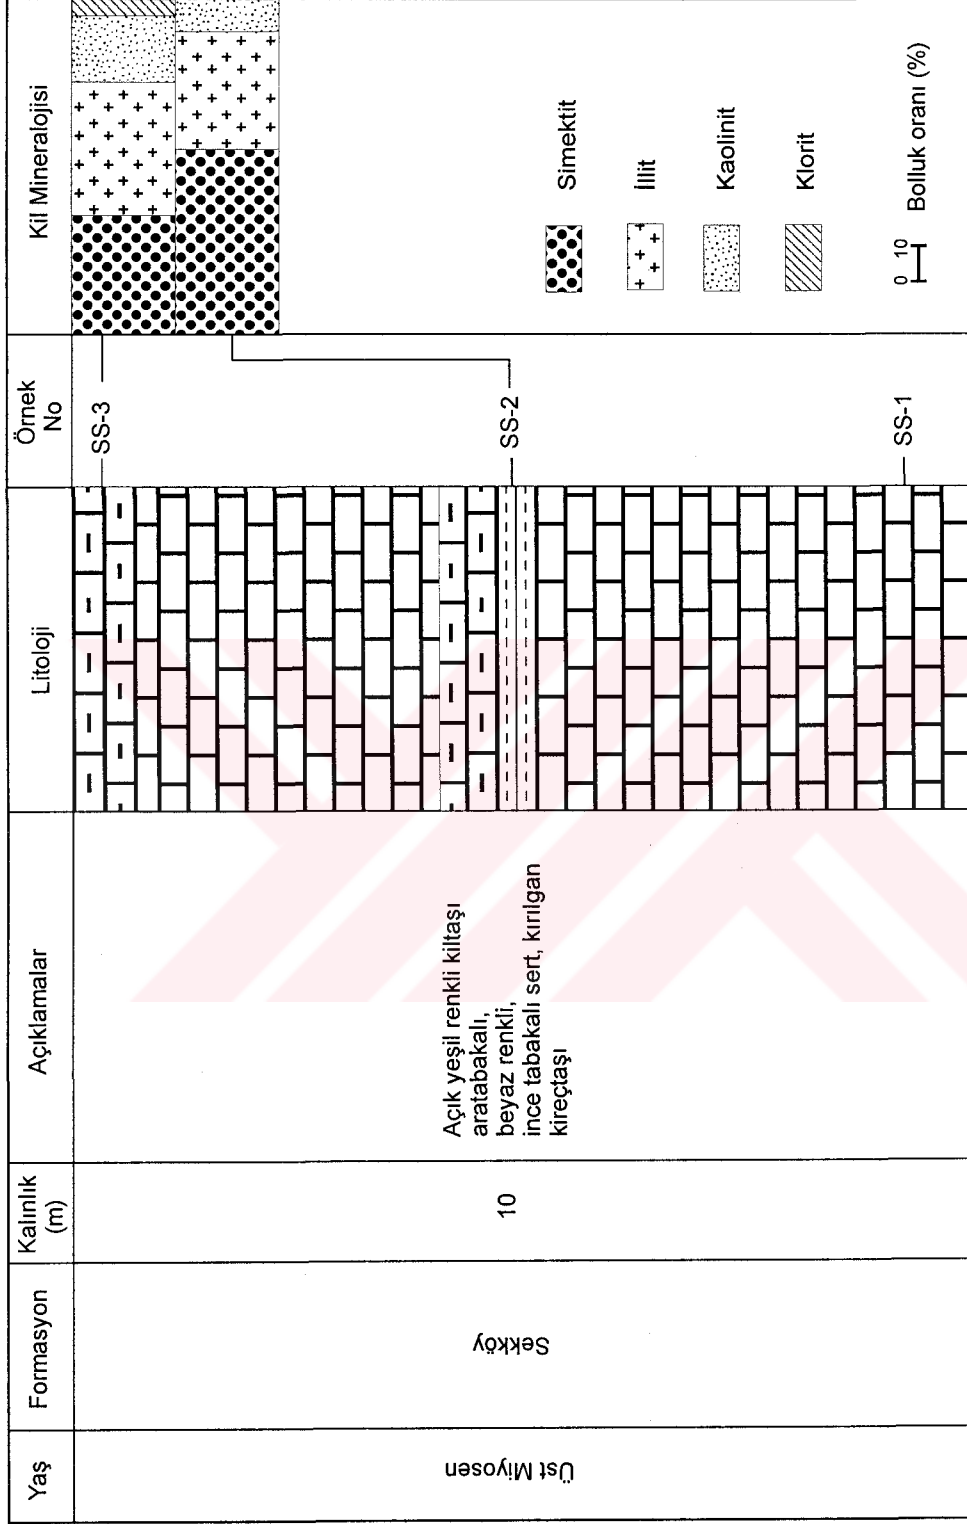 Yaş
Formasyon
Kalınlık
(m)
Açıklamalar
Litoloji
Örnek
No
Kil Mineralojisi
Üst Miyosen
Sekköy
10
Açık yeşil renkli kiltaşı
aratabakalı,
beyaz renkli,
ince tabakalı sert, kırılgan
kireçtaşı
SS-3
SS-2
SS-1
Simektit
İllit
Kaolinit
Klorit
0 10
Bolluk oranı (%)